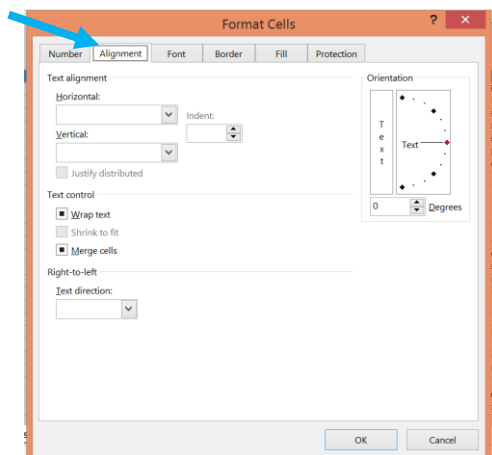 Format Cells ?
Number Alignment Font Border Fill Protection
Text alignment
Orientation
Horizontal:
Indent:
Vertical:
Justify distributed
T
e
x
t
Text
Text control
0 Degrees
Wrap text
Shrink to fit
Merge cells
Right-to-left
Text direction:
OK Cancel